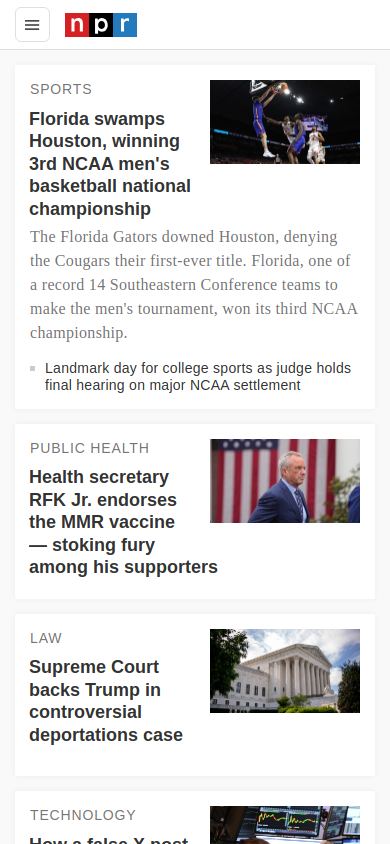 npr
SPORTS
Florida swamps
Houston, winning
3rd NCAA men's
basketball national
championship
The Florida Gators downed Houston, denying
the Cougars their first-ever title. Florida, one of
a record 14 Southeastern Conference teams to
make the men's tournament, won its third NCAA
championship.
Landmark day for college sports as judge holds
final hearing on major NCAA settlement
PUBLIC HEALTH
Health secretary
RFK Jr. endorses
the MMR vaccine
— stoking fury
among his supporters
LAW
Supreme Court
backs Trump in
controversial
deportations case
TECHNOLOGY
How a false X post